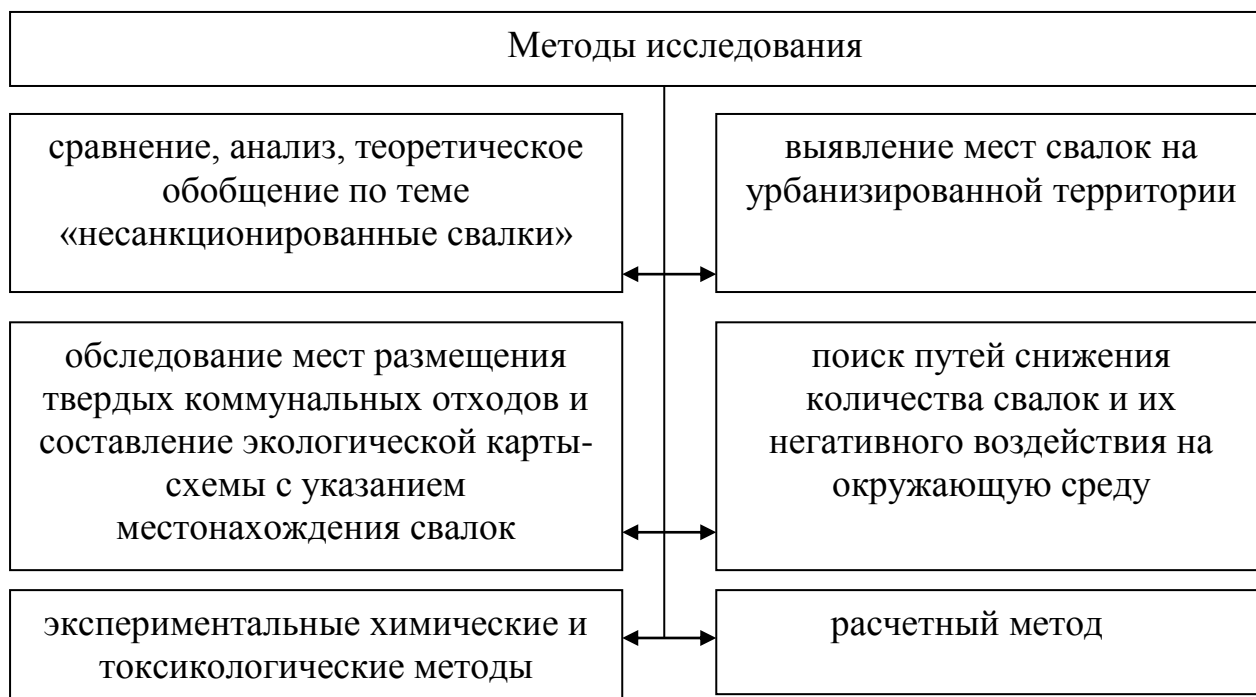 Методы исследования
сравнение, анализ, теоретическое
обобщение по теме
«несанкционированные свалки»
выявление мест свалок на
урбанизированной территории
обследование мест размещения
твердых коммунальных отходов и
составление экологической карты-
схемы с указанием
местонахождения свалок
поиск путей снижения
количества свалок и их
негативного воздействия на
окружающую среду
экспериментальные химические и
токсикологические методы
расчетный метод